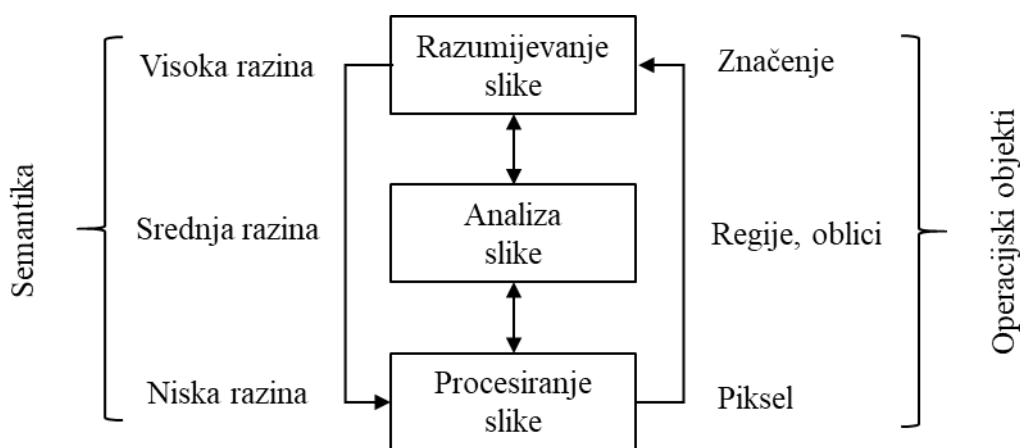 Semantika
Visoka razina
Srednja razina
Niska razina
Razumijevanje
slike
Analiza
slike
Procesiranje
slike
Značenje
Regije, oblici
Piksel
Operacijski objekti